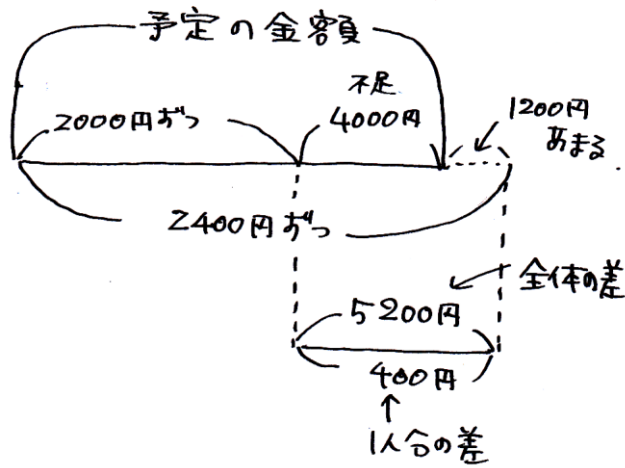 予定の金額
2000円ずつ
不足
4000円
1200円
あまる
2400円ずつ
全体の差
5200円
400円
1人分の差